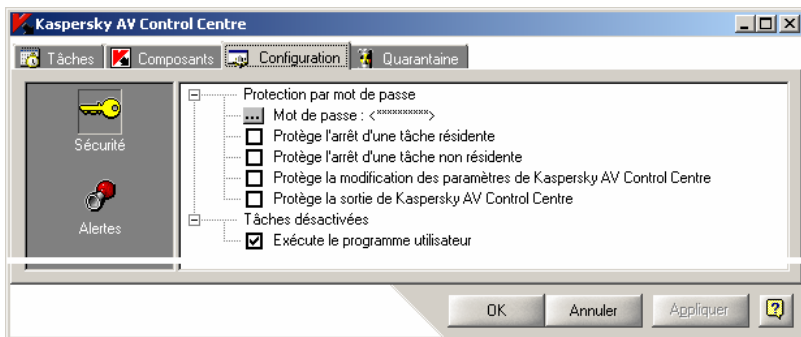 Kaspersky AV Control Centre
Tâches Composants Configuration Quarantaine
Sécurité
Alertes
Protection par mot de passe
... Mot de passe : <**********>
Protège l'arrêt d'une tâche résidente
Protège l'arrêt d'une tâche non résidente
Protège la modification des paramètres de Kaspersky AV Control Centre
Protège la sortie de Kaspersky AV Control Centre
Tâches désactivées
Exécute le programme utilisateur
OK Annuler Appliquer ?